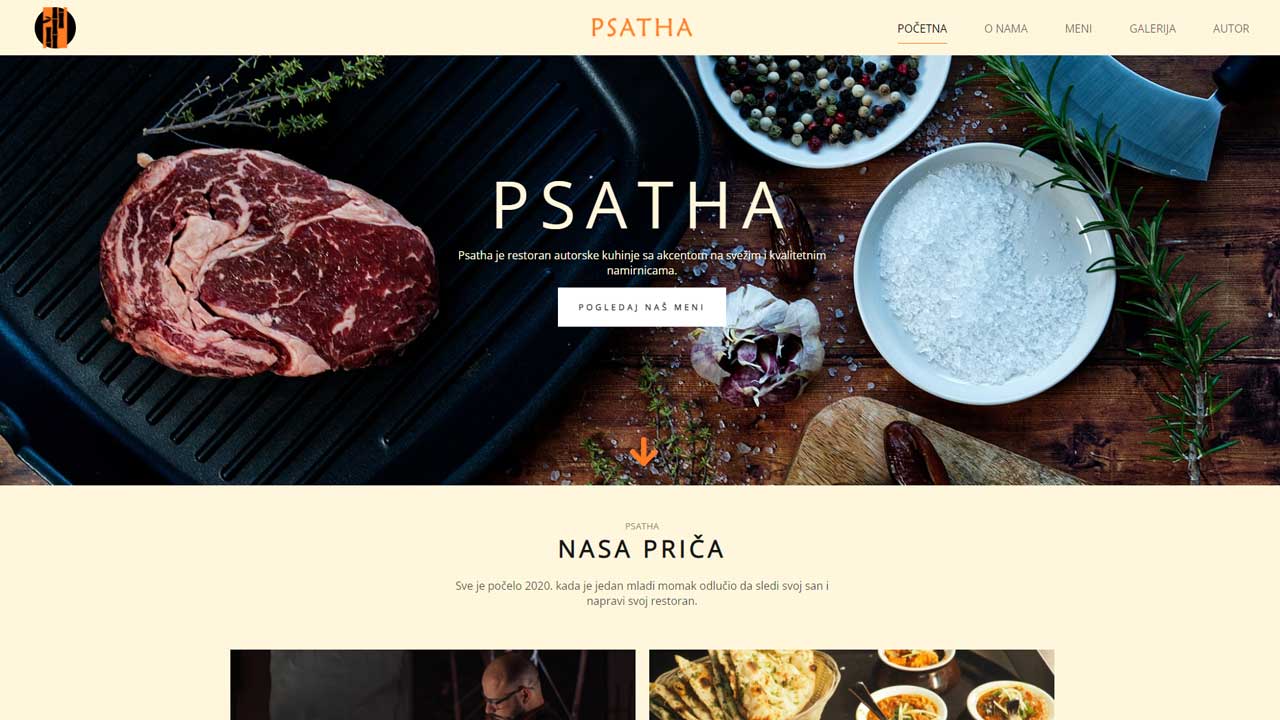 PSATHA
POČETNA
O NAMA
MENI
GALERIJA
AUTOR
PSATHA
Psatha je restoran autorske kuhinje sa akcentom na svežim i kvalitetnim
namirnicama.
POGLEDAJ NAŠ MENI
PSATHA
NASA PRIČA
Sve je počelo 2020. kada je jedan mladi momak odlučio da sledi svoj san i
napravi svoj restoran.